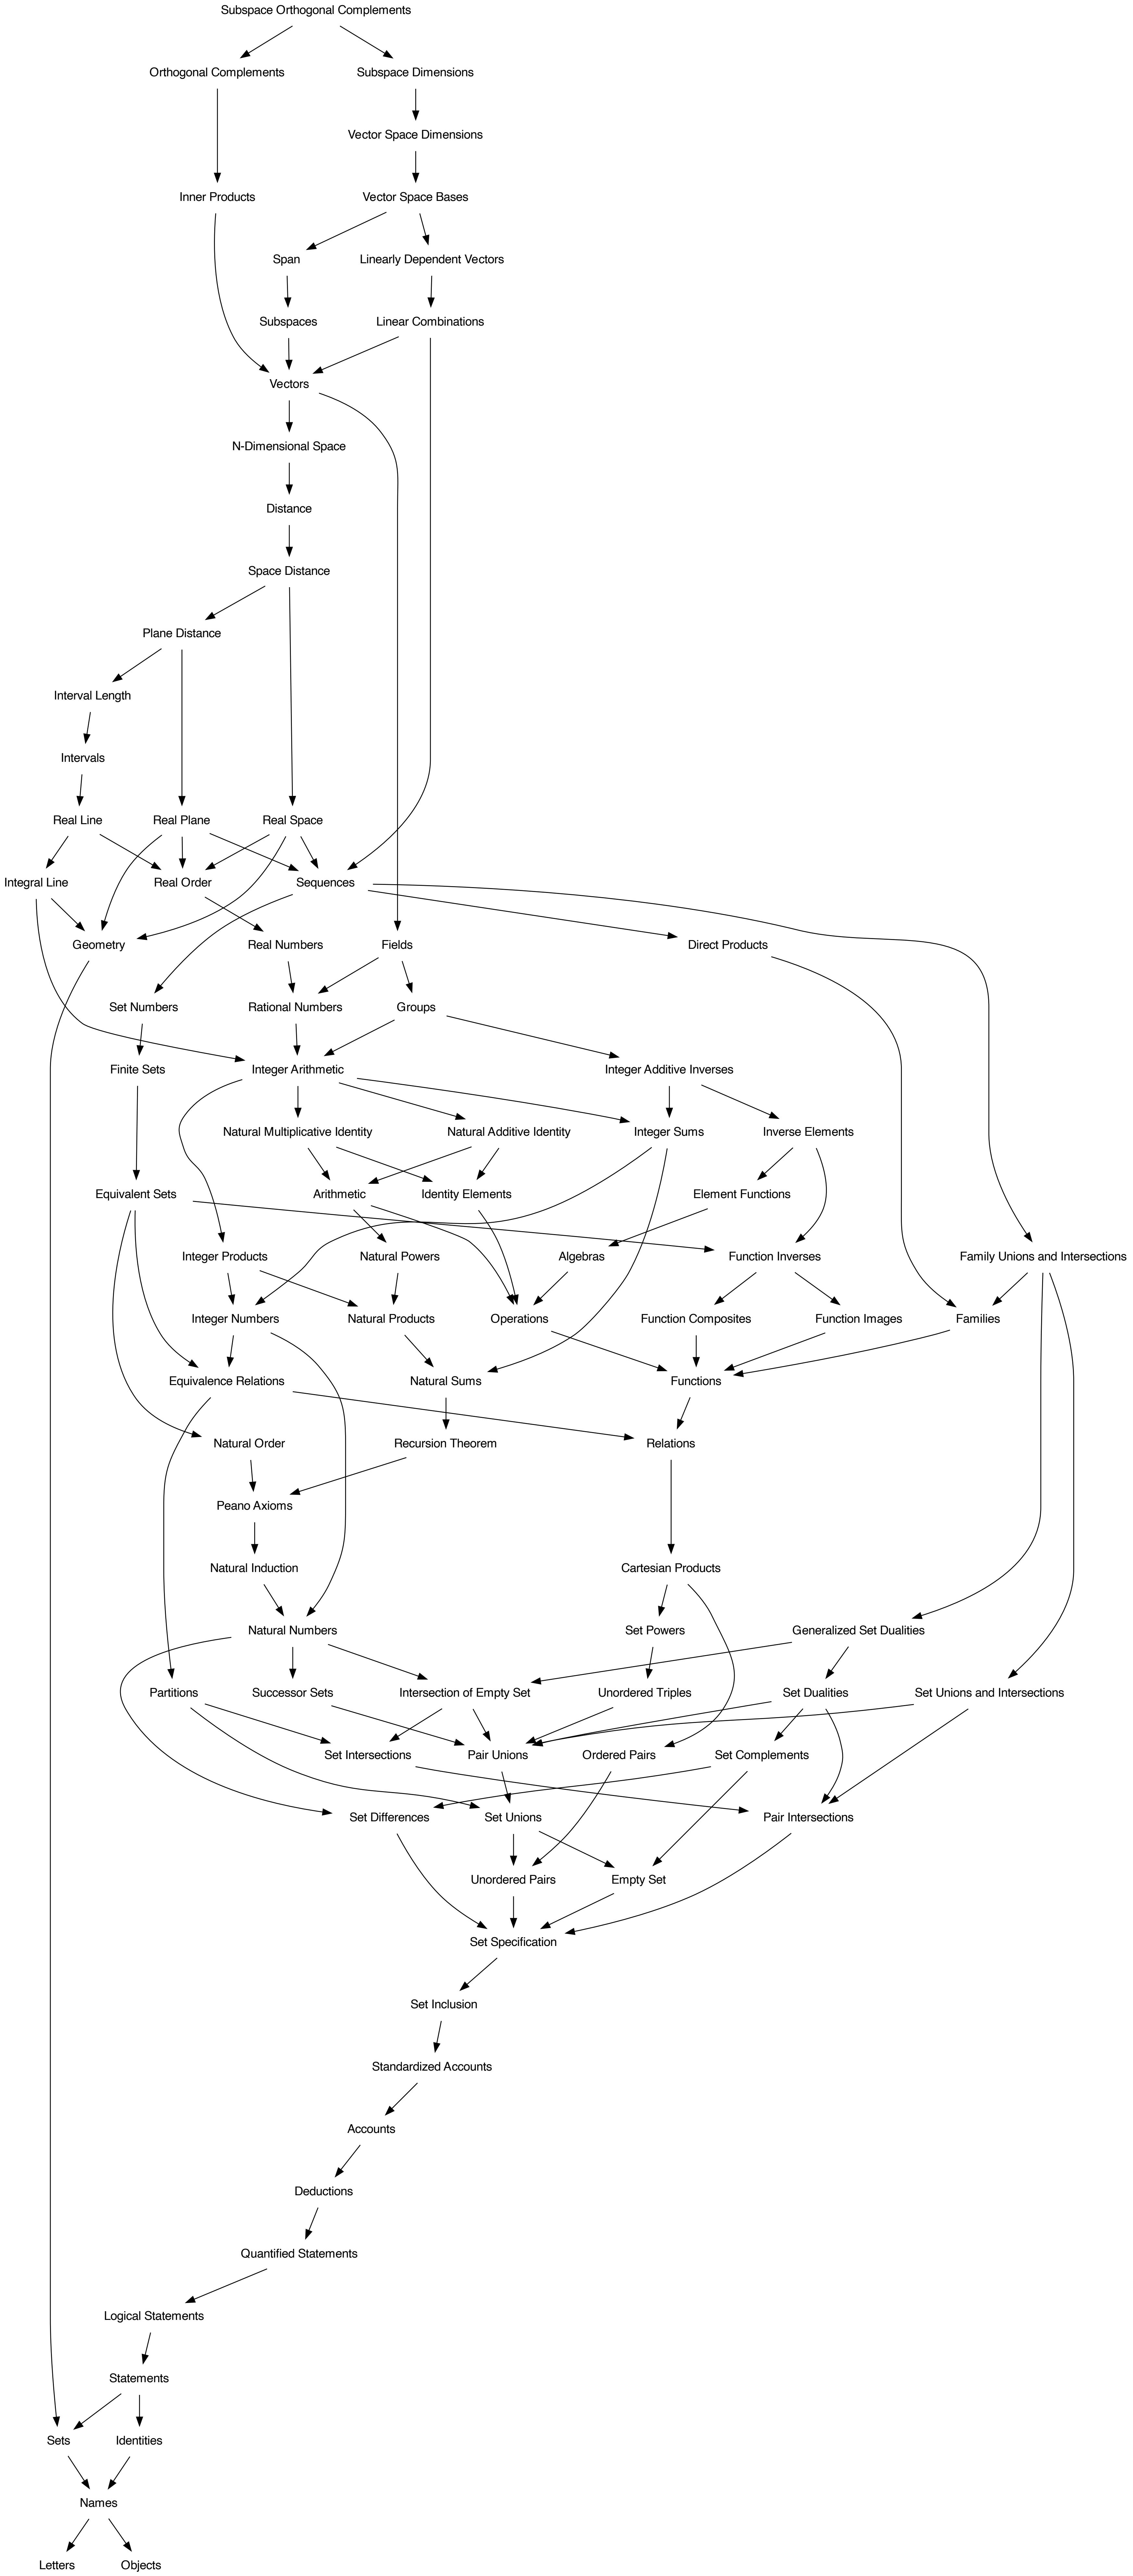 Subspace Orthogonal Complements
Orthogonal Complements
Subspace Dimensions
Vector Space Dimensions
Inner Products
Vector Space Bases
Span
Linearly Dependent Vectors
Subspaces
Linear Combinations
Vectors
N-Dimensional Space
Distance
Space Distance
Plane Distance
Interval Length
Intervals
Real Line
Real Plane
Real Space
Integral Line
Real Order
Sequences
Geometry
Real Numbers
Fields
Direct Products
Set Numbers
Rational Numbers
Groups
Finite Sets
Integer Arithmetic
Integer Additive Inverses
Natural Multiplicative Identity
Natural Additive Identity
Integer Sums
Inverse Elements
Equivalent Sets
Arithmetic
Identity Elements
Element Functions
Integer Products
Natural Powers
Algebras
Function Inverses
Family Unions and Intersections
Integer Numbers
Natural Products
Operations
Function Composites
Function Images
Families
Equivalence Relations
Natural Sums
Functions
Natural Order
Recursion Theorem
Relations
Peano Axioms
Natural Induction
Cartesian Products
Natural Numbers
Set Powers
Generalized Set Dualities
Partitions
Successor Sets
Intersection of Empty Set
Unordered Triples
Set Dualities
Set Unions and Intersections
Set Intersections
Pair Unions
Ordered Pairs
Set Complements
Set Differences
Set Unions
Pair Intersections
Unordered Pairs
Empty Set
Set Specification
Set Inclusion
Standardized Accounts
Accounts
Deductions
Quantified Statements
Logical Statements
Statements
Sets
Identities
Names
Letters
Objects